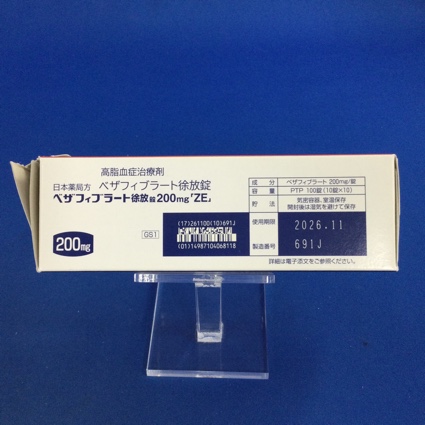 高脂血症治療剤
日本薬局方 ベザフィブラート徐放錠
ベザフィブラート徐放錠200mg「ZE」
200mg
GS1
(17)261100(10)691J
(01)14987104068118
成分 ベザフィブラート 200mg/錠
容量 PTP 100錠(10錠×10)
貯法 気密容器、室温保存
開封後は湿気を避けて保存
使用期限 2026.11
製造番号 691J
詳細は電子添文をご参照ください。